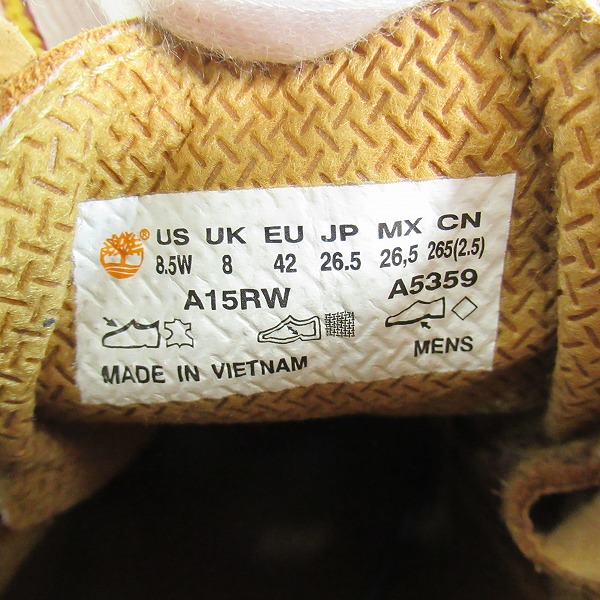 ® US UK EU JP MX CN
8.5W 8 42 26.5 26,5 265(2.5)
A15RW A5359
MENS
MADE IN VIETNAM